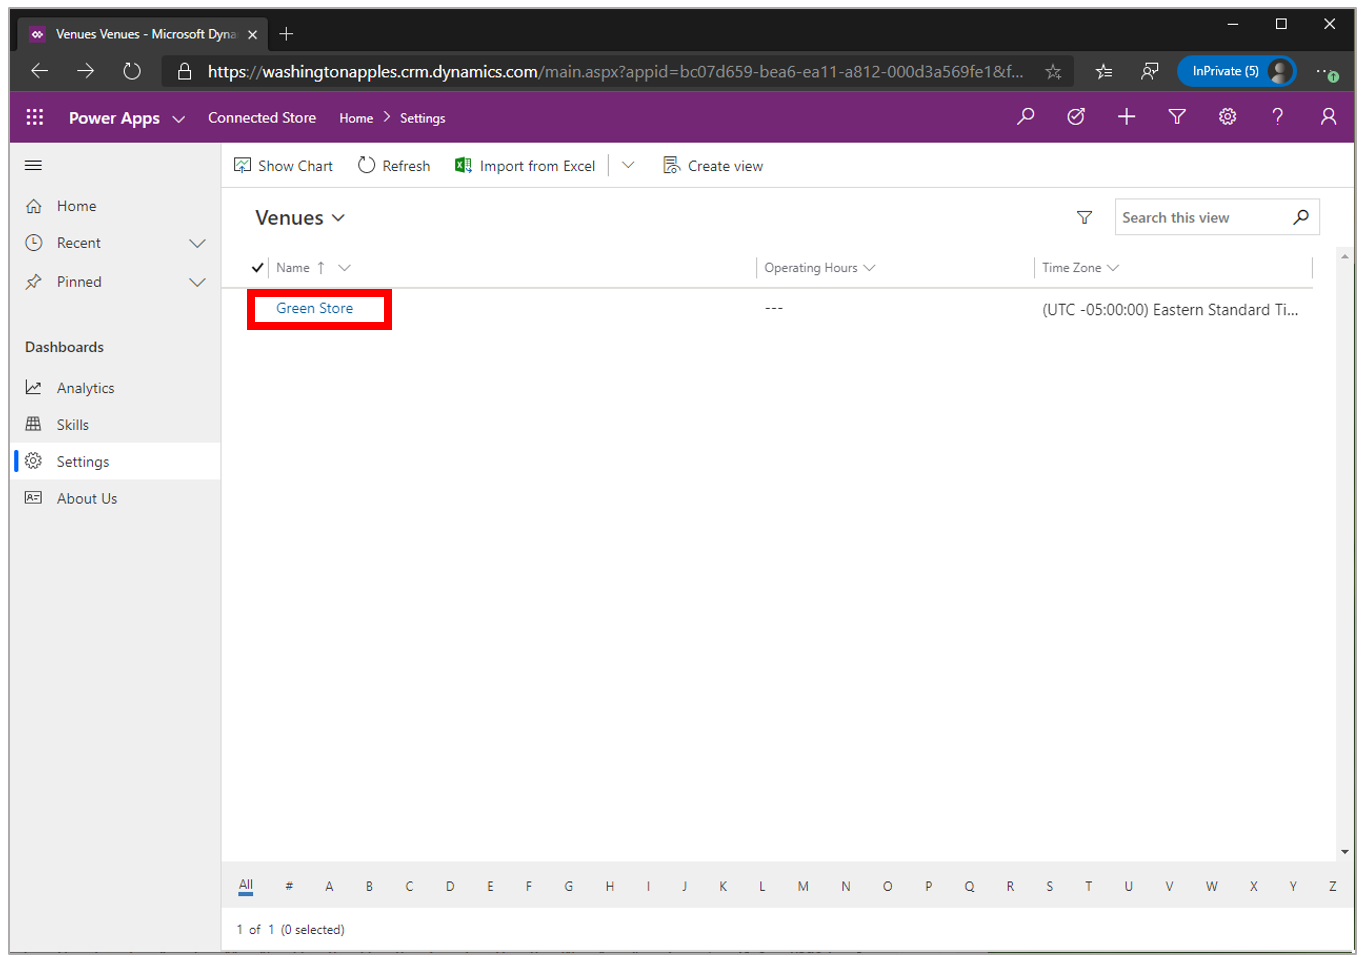 Venues Venues - Microsoft Dyna
https://washingtonapples.crm.dynamics.com/main.aspx?appid=bc07d659-bea6-ea11-a812-000d3a569fe1&f...
InPrivate (5)
Power Apps Connected Store Home > Settings
Show Chart Refresh Import from Excel Create view
Home
Recent
Pinned
Dashboards
Analytics
Skills
Settings
About Us
Venues
Search this view
Name ↑ Operating Hours Time Zone
Green Store --- (UTC -05:00:00) Eastern Standard Ti...
All # A B C D E F G H I J K L M N O P Q R S T U V W X Y Z
1 of 1 (0 selected)